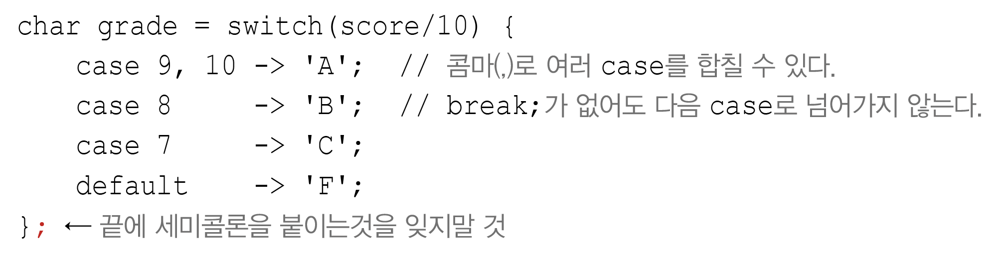 char grade = switch(score/10) {
    case 9, 10 -> 'A';  // 콤마(,)로 여러 case를 합칠 수 있다.
    case 8     -> 'B';  // break;가 없어도 다음 case로 넘어가지 않는다.
    case 7     -> 'C';
    default    -> 'F';
}; ← 끝에 세미콜론을 붙이는것을 잊지말 것